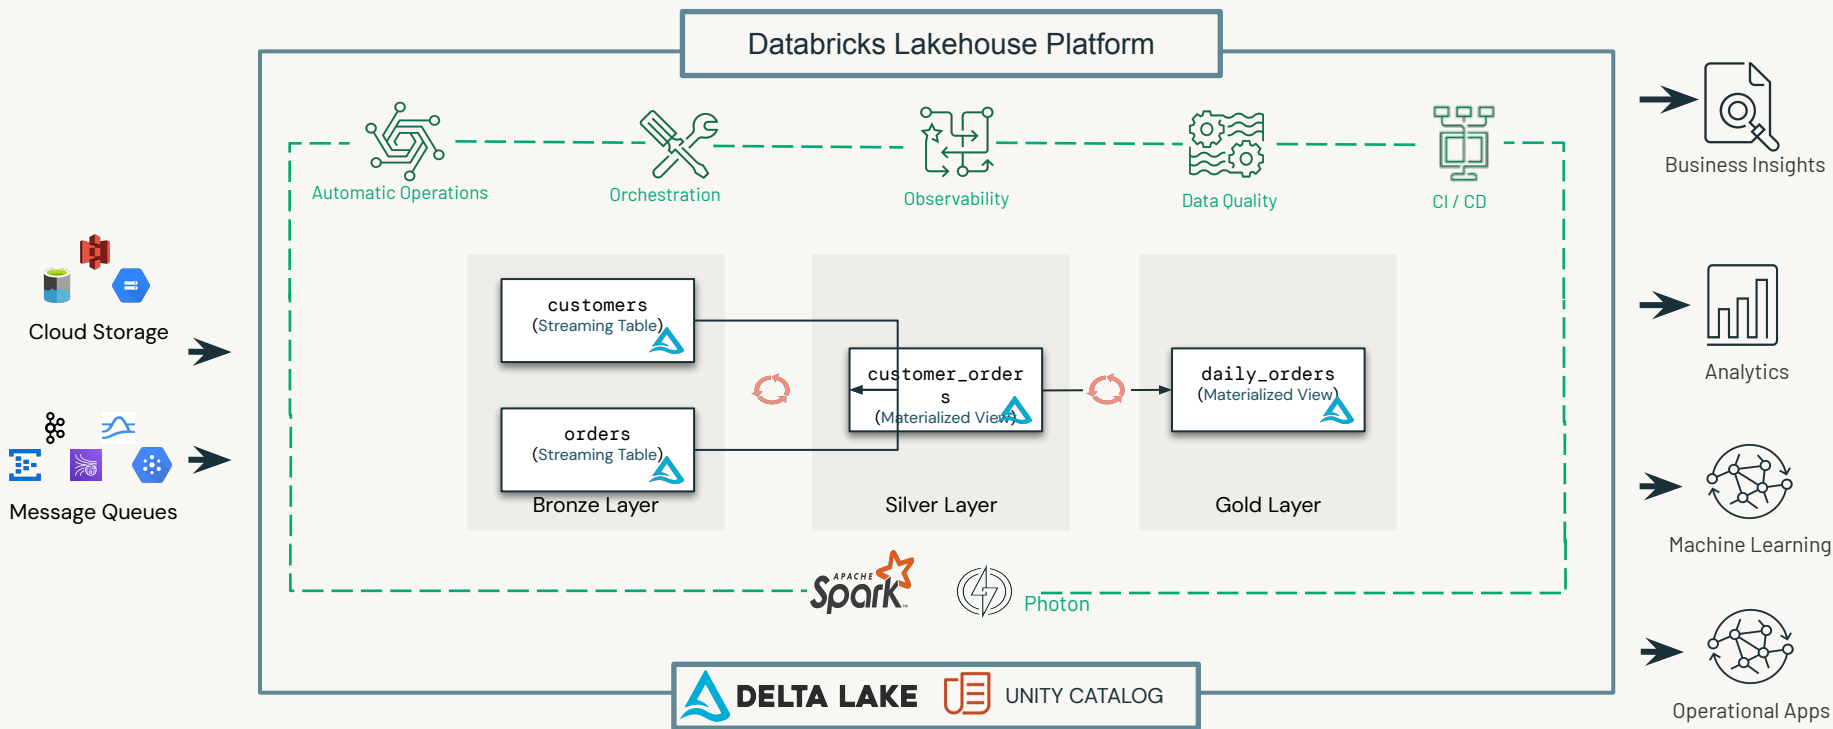 Databricks Lakehouse Platform
Automatic Operations
Orchestration
Observability
Data Quality
CI / CD
Cloud Storage
Message Queues
customers
(Streaming Table)
orders
(Streaming Table)
Bronze Layer
customer_order
s
(Materialized View)
Silver Layer
daily_orders
(Materialized View)
Gold Layer
APACHE
Spark™
Photon
DELTA LAKE
UNITY CATALOG
Business Insights
Analytics
Machine Learning
Operational Apps